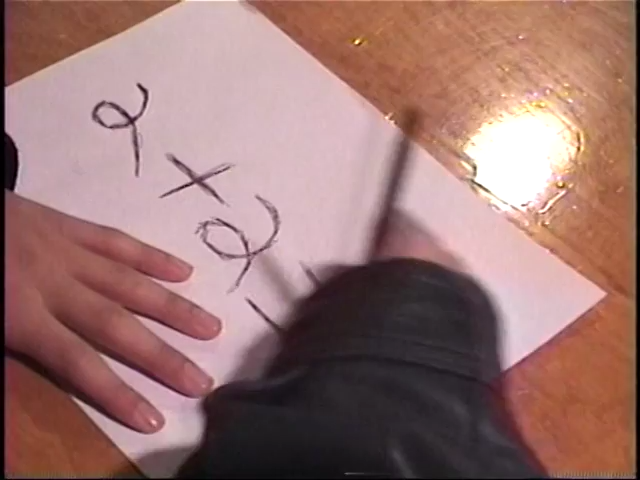 2 + 2 =